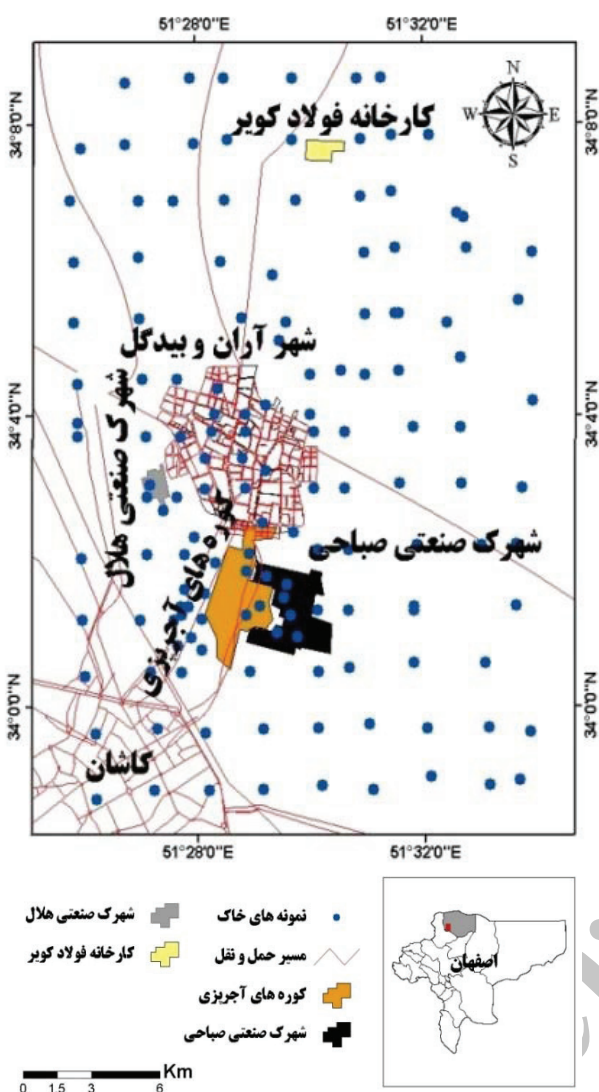 51°28'0"E
51°32'0"E
N
W
E
S
34°8'0"N
34°8'0"N
کارخانه فولاد کویر
شهر آران و بیدگل
شهرک صنعتی هلال
34°4'0"N
34°4'0"N
کوره های آجرپزی
شهرک صنعتی صباحی
34°0'0"N
34°0'0"N
کاشان
51°28'0"E
51°32'0"E
نمونه های خاک
شهرک صنعتی هلال
مسیر حمل و نقل
کارخانه فولاد کویر
کوره های آجرپزی
شهرک صنعتی صباحی
اصفهان
Km
0 1.5 3 6